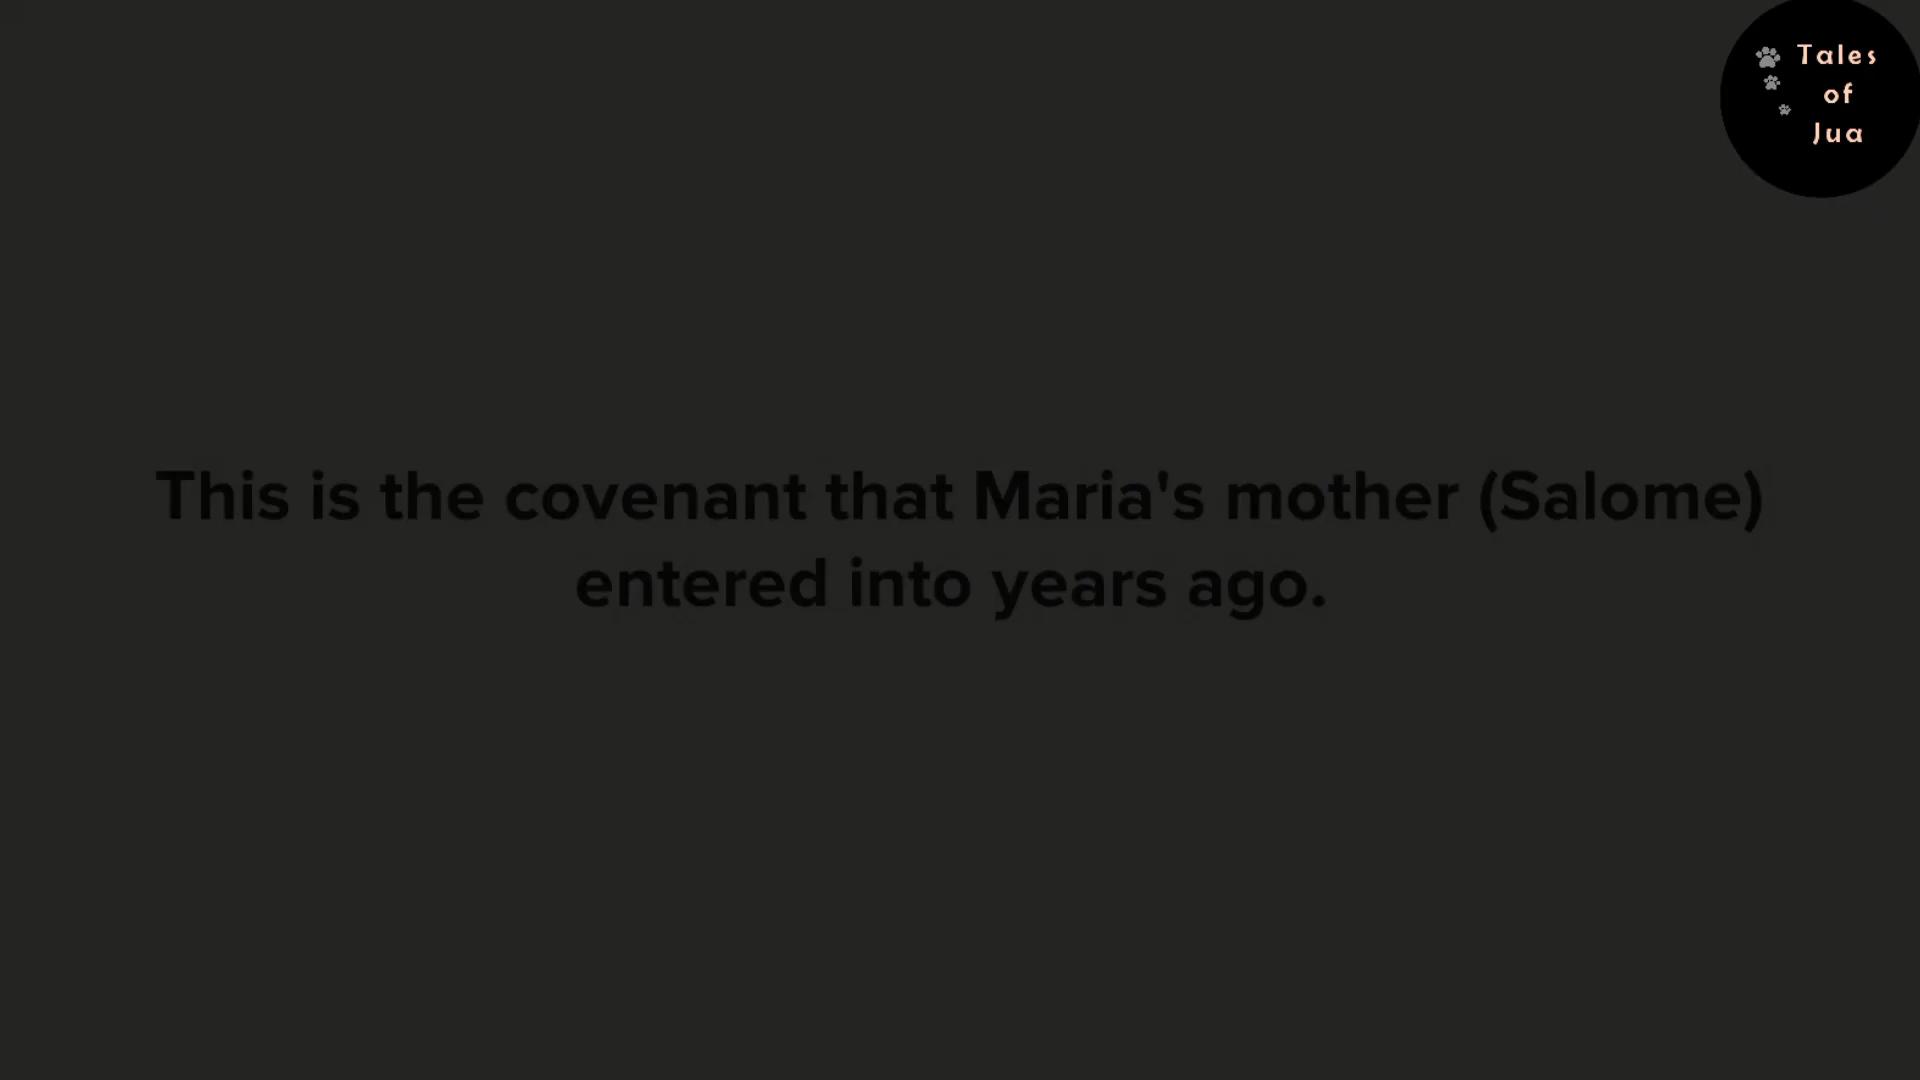 Tales
of
Jua
This is the covenant that Maria's mother (Salome)
entered into years ago.